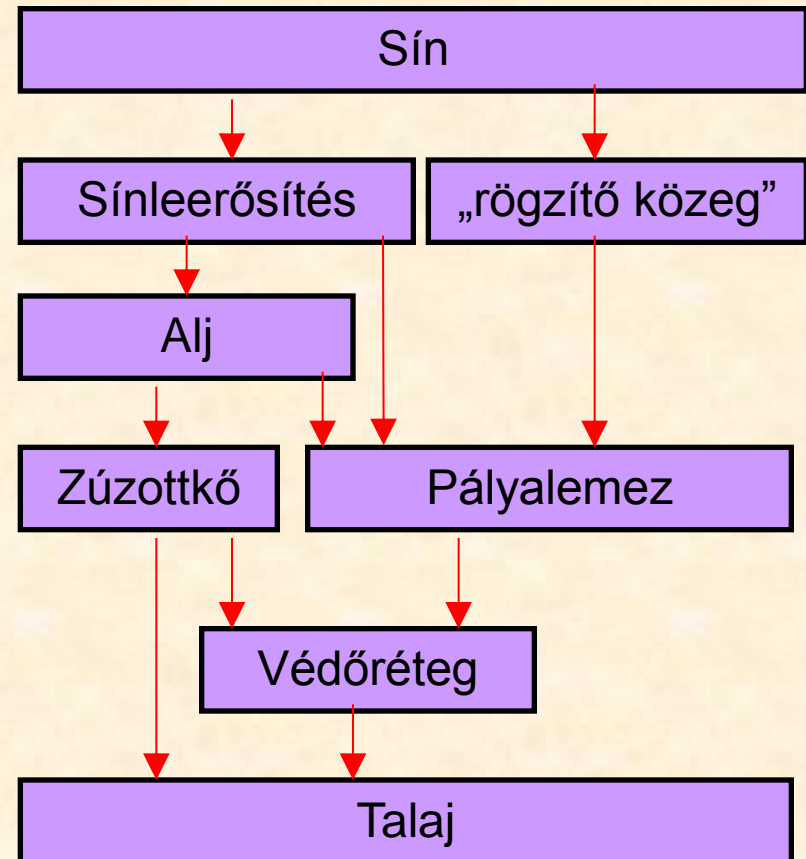 Sín
Sínleerősítés
„rögzítő közeg”
Alj
Zúzottkő
Pályalemez
Védőréteg
Talaj